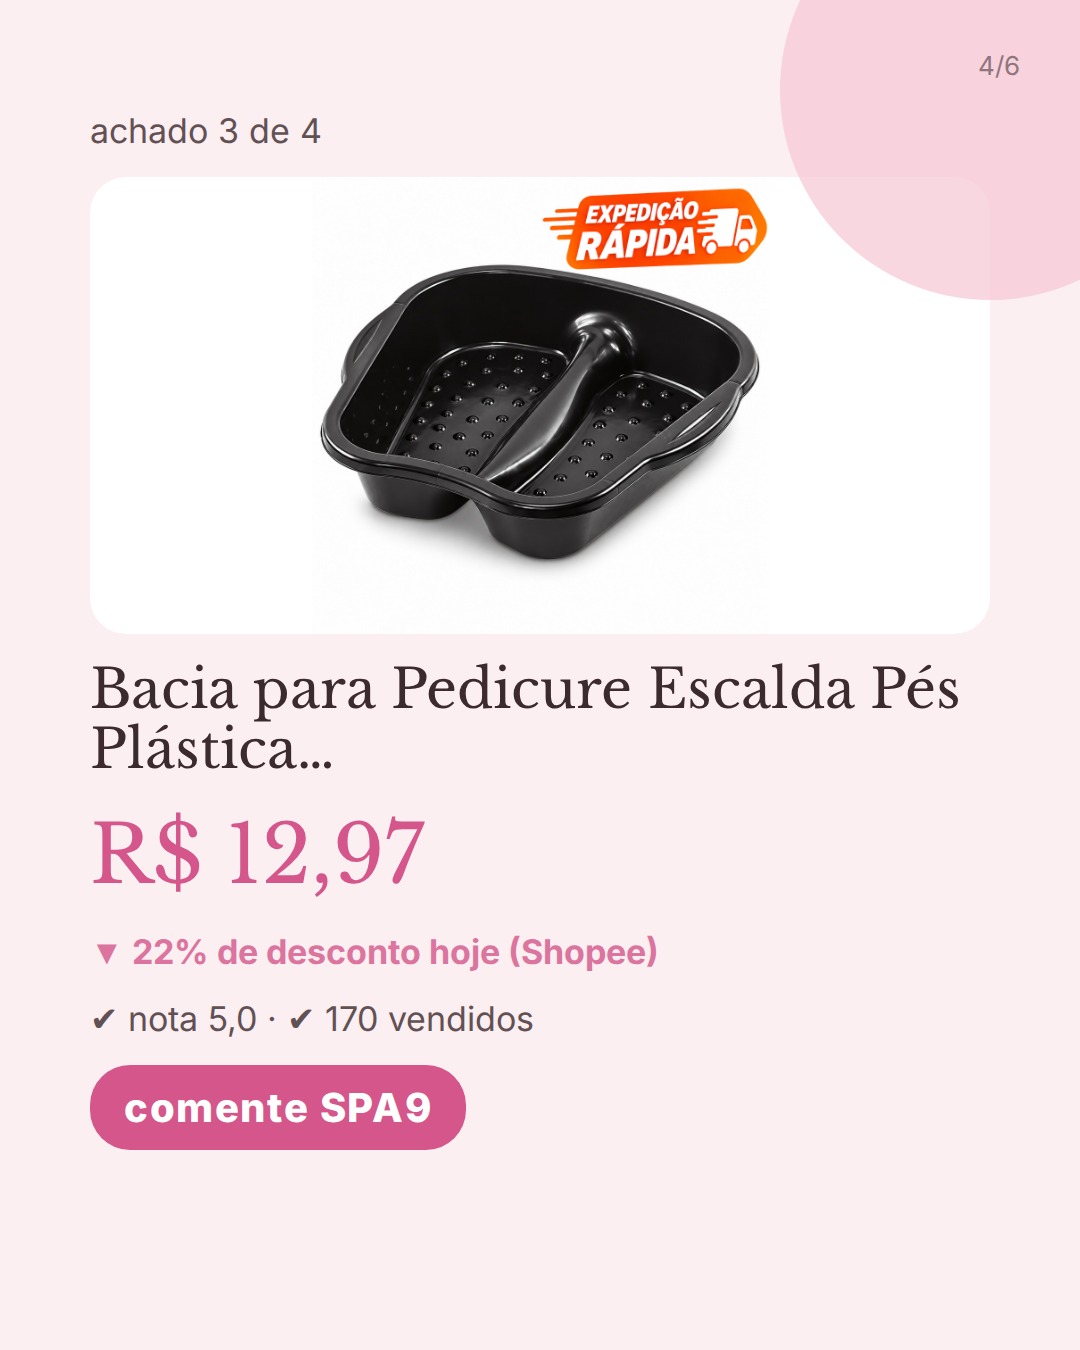 4/6
achado 3 de 4
EXPEDIÇÃO
RÁPIDA
Bacia para Pedicure Escalda Pés
Plástica...
R$ 12,97
▼ 22% de desconto hoje (Shopee)
✔ nota 5,0 · ✔ 170 vendidos
comente SPA9